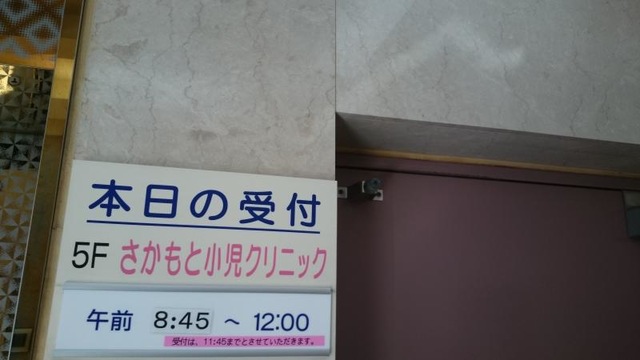 本日の受付
5F さかもと小児クリニック
午前 8:45 ～ 12:00
受付は、11:45までとさせていただきます。